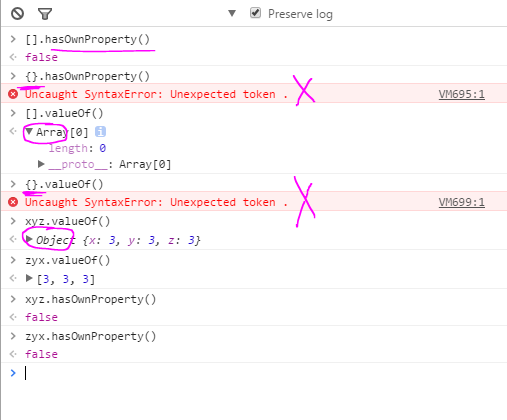 Preserve log
[].hasOwnProperty()
false
{}.hasOwnProperty()
Uncaught SyntaxError: Unexpected token . VM695:1
[].valueOf()
Array[0]
length: 0
__proto__: Array[0]
{}.valueOf()
Uncaught SyntaxError: Unexpected token . VM699:1
xyz.valueOf()
Object {x: 3, y: 3, z: 3}
zyx.valueOf()
[3, 3, 3]
xyz.hasOwnProperty()
false
zyx.hasOwnProperty()
false